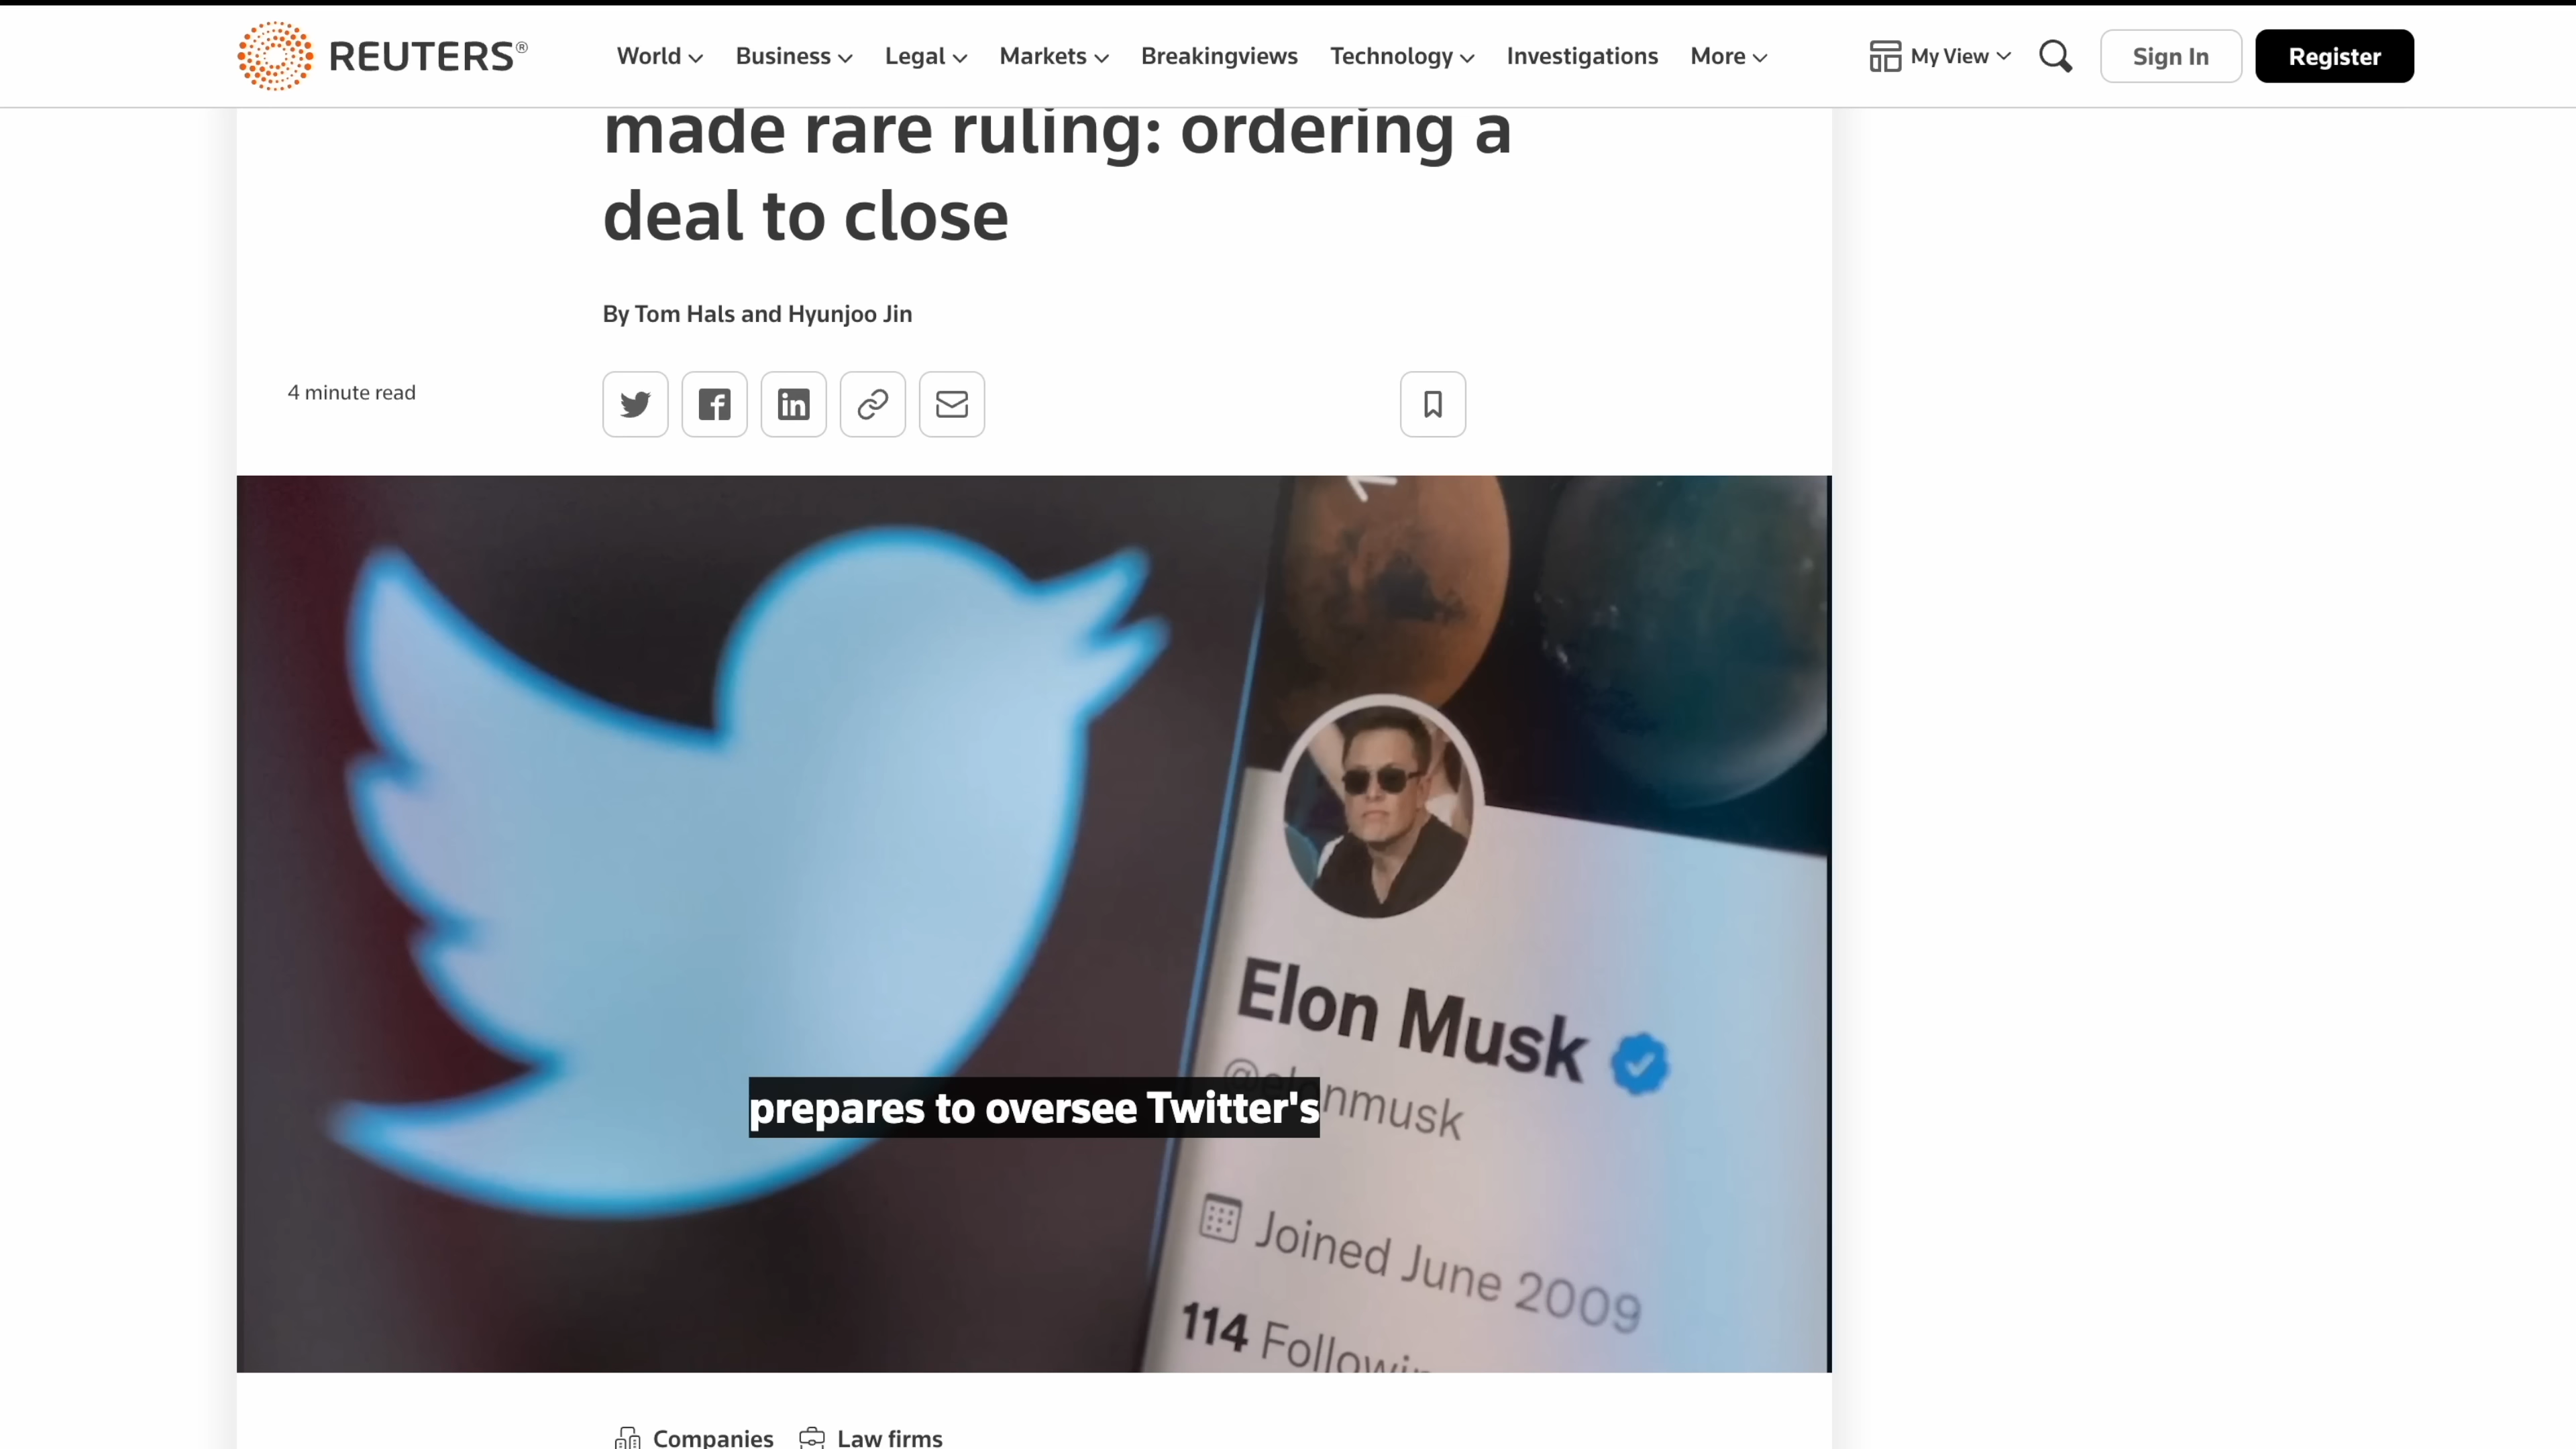 REUTERS®
World
Business
Legal
Markets
Breakingviews
Technology
Investigations
More
My View
Sign In
Register
made rare ruling: ordering a
deal to close
By Tom Hals and Hyunjoo Jin
4 minute read
Elon Musk
@elonmusk
prepares to oversee Twitter's
Joined June 2009
114
Companies
Law firms